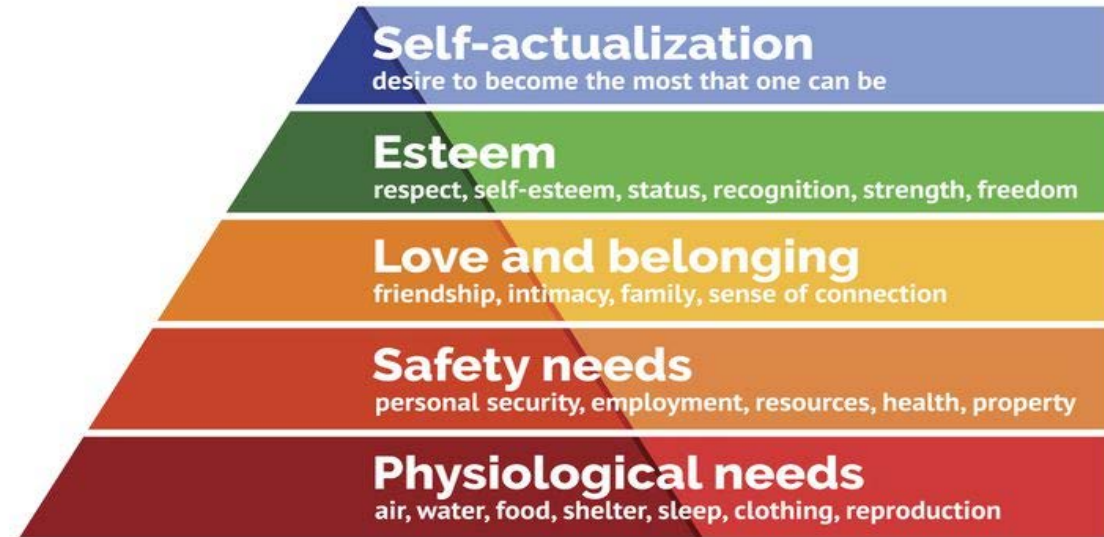 Self-actualization
desire to become the most that one can be
Esteem
respect, self-esteem, status, recognition, strength, freedom
Love and belonging
friendship, intimacy, family, sense of connection
Safety needs
personal security, employment, resources, health, property
Physiological needs
air, water, food, shelter, sleep, clothing, reproduction